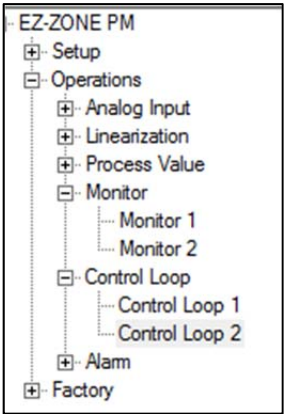 EZ-ZONE PM
Setup
Operations
Analog Input
Linearization
Process Value
Monitor
Monitor 1
Monitor 2
Control Loop
Control Loop 1
Control Loop 2
Alarm
Factory